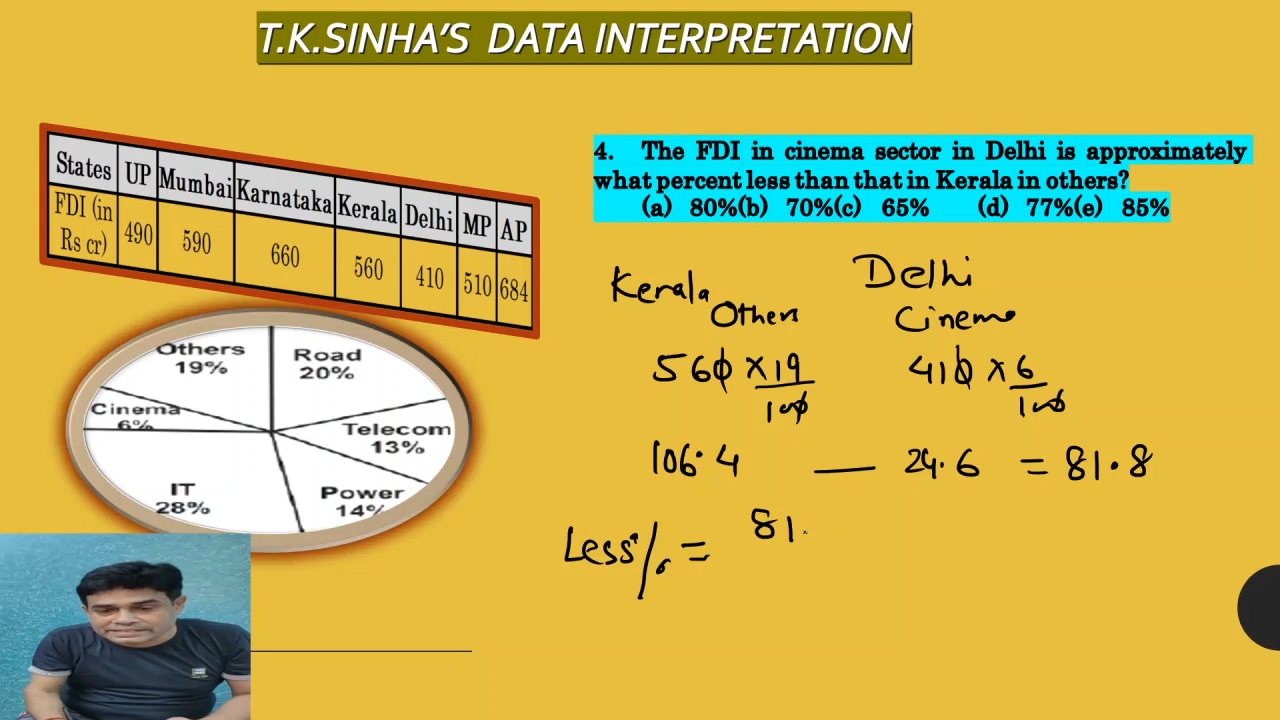 T.K.SINHA'S DATA INTERPRETATION
States UP Mumbai Karnataka Kerala Delhi MP AP
FDI (in Rs cr) 490 590 660 560 410 510 684
Others 19%
Road 20%
Cinema 6%
Telecom 13%
IT 28%
Power 14%
4. The FDI in cinema sector in Delhi is approximately
what percent less than that in Kerala in others?
(a) 80%(b) 70%(c) 65% (d) 77%(e) 85%
Kerala Delhi
Others Cinema
560 × 19/100 410 × 6/100
106.4 — 24.6 = 81.8
Less% = 81.